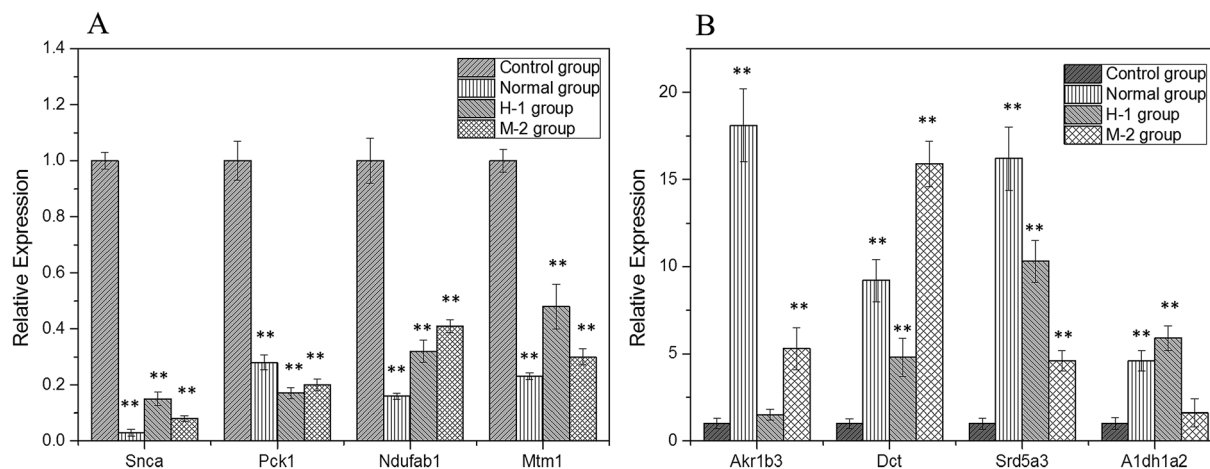 A
Relative Expression
1.4
1.2
1.0
0.8
0.6
0.4
0.2
0.0
Control group
Normal group
H-1 group
M-2 group
** ** **
** ** **
** ** **
** ** **
Snca Pck1 Ndufab1 Mtm1
B
Relative Expression
20
15
10
5
0
Control group
Normal group
H-1 group
M-2 group
** **
** ** **
** ** **
** **
Akr1b3 Dct Srd5a3 A1dh1a2